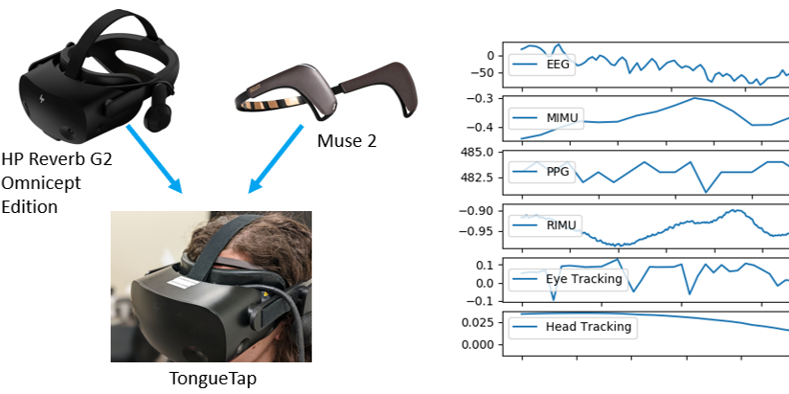 HP Reverb G2
Omnicept
Edition
Muse 2
TongueTap
0
−50
EEG
−0.3
−0.4
MIMU
485.0
482.5
PPG
−0.90
−0.95
RIMU
0.1
0.0
−0.1
Eye Tracking
0.025
0.000
Head Tracking